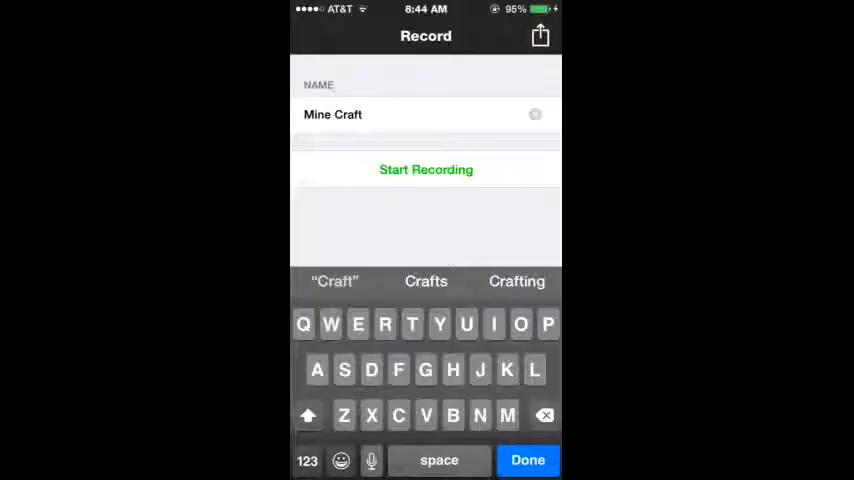 AT&T 8:44 AM 95%
Record
NAME
Mine Craft
Start Recording
“Craft” Crafts Crafting
Q W E R T Y U I O P
A S D F G H J K L
Z X C V B N M
123 space Done